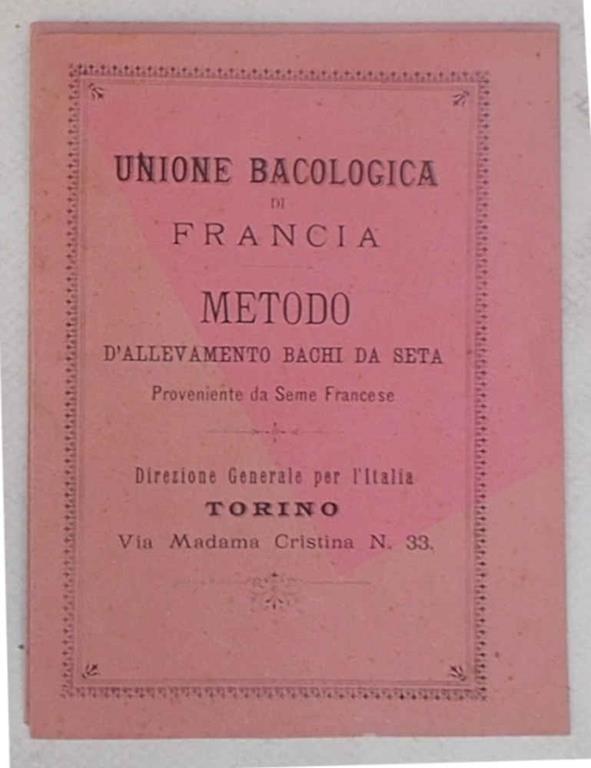 UNIONE BACOLOGICA
DI
FRANCIA
METODO
D'ALLEVAMENTO BACHI DA SETA
Proveniente da Seme Francese
Direzione Generale per l'Italia
TORINO
Via Madama Cristina N. 33.